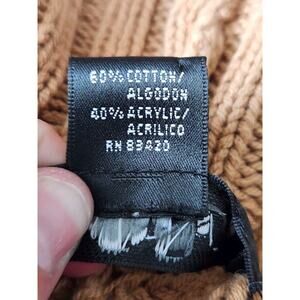 60% COTTON/
ALGODON
40% ACRYLIC/
ACRILICO
RN 83420